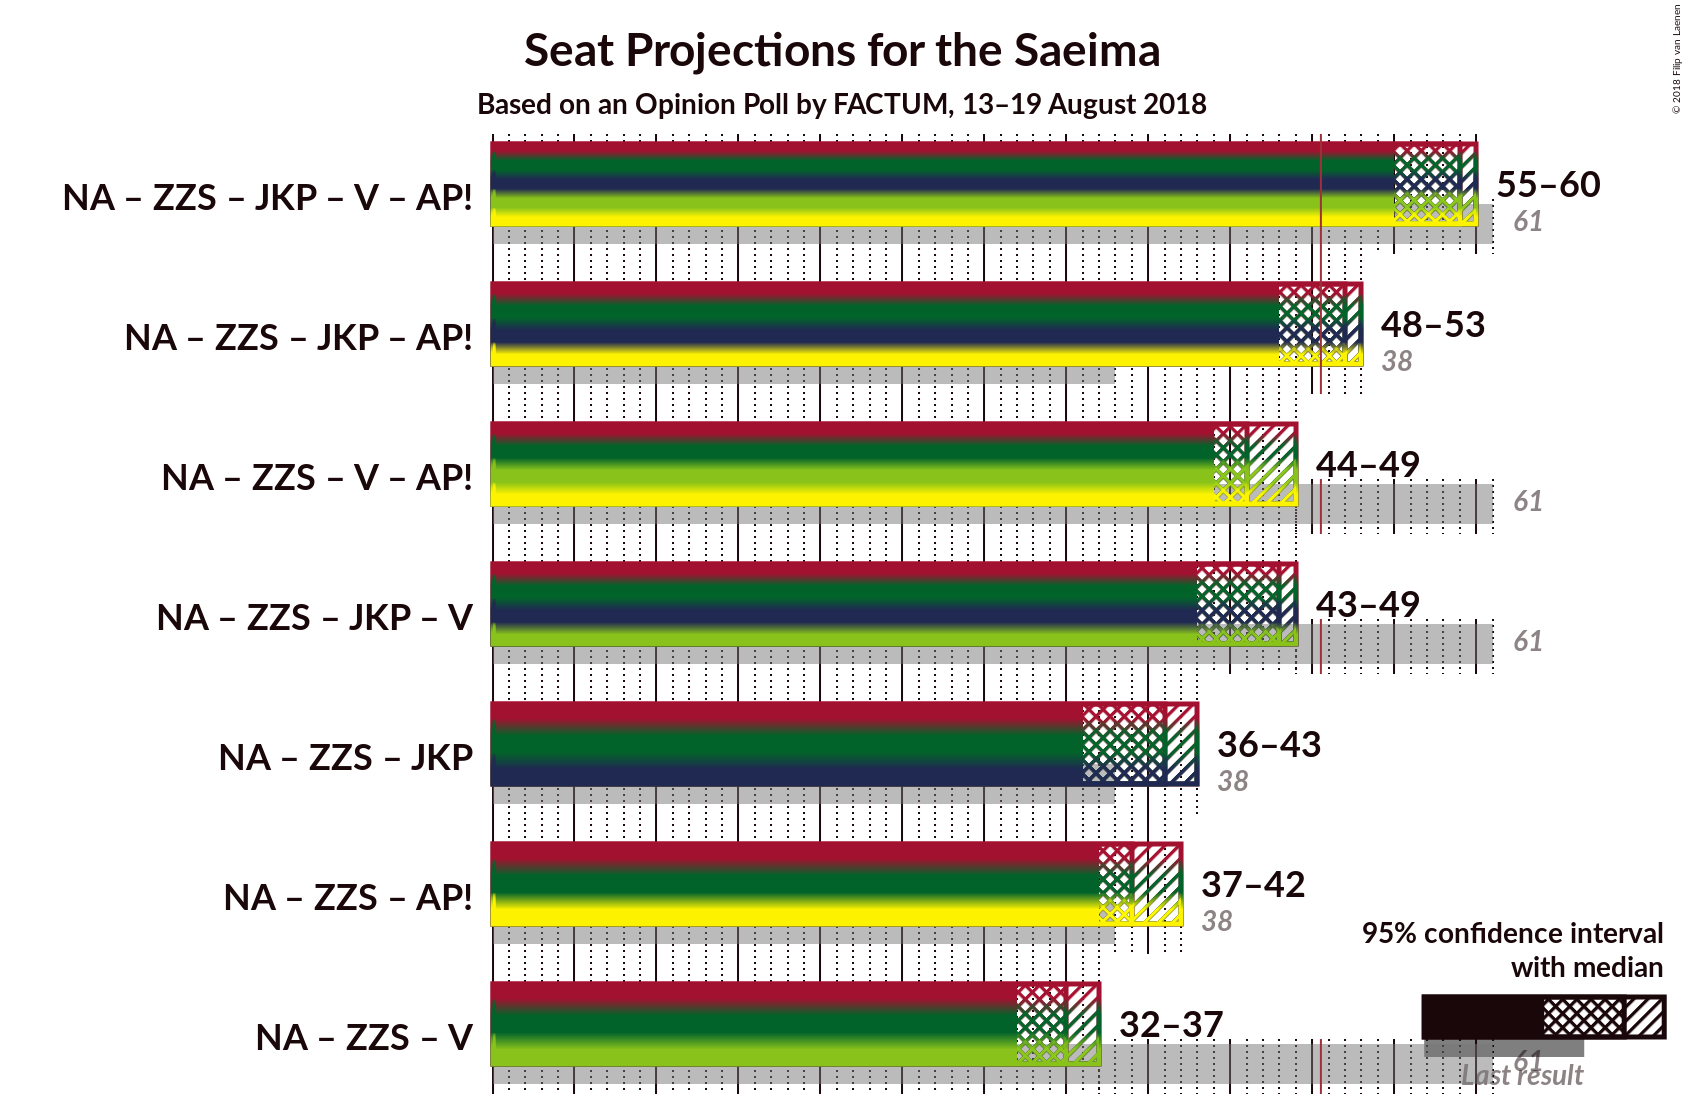 Seat Projections for the Saeima
Based on an Opinion Poll by FACTUM, 13–19 August 2018
© 2018 Filip van Laenen
NA – ZZS – JKP – V – AP!
55–60
61
NA – ZZS – JKP – AP!
48–53
38
NA – ZZS – V – AP!
44–49
61
NA – ZZS – JKP – V
43–49
61
NA – ZZS – JKP
36–43
38
NA – ZZS – AP!
37–42
38
NA – ZZS – V
32–37
61
95% confidence interval
with median
Last result